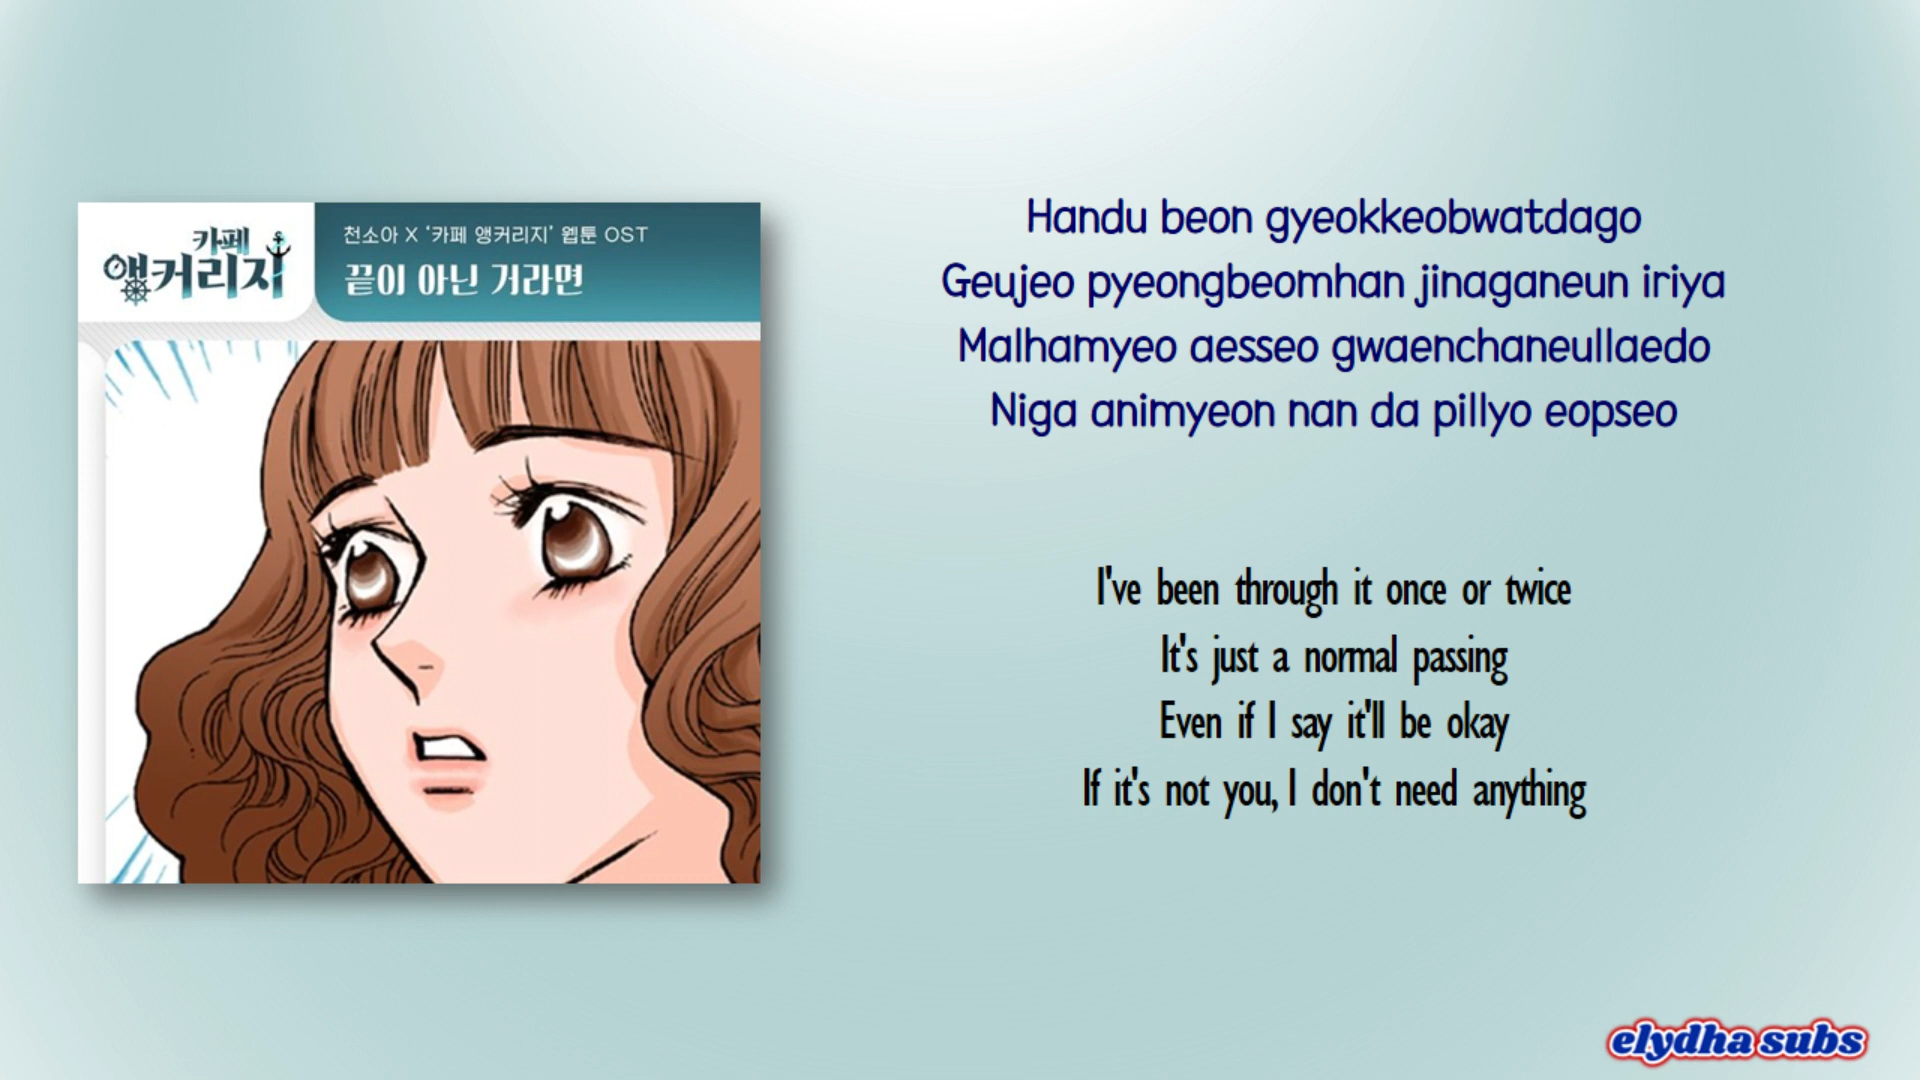 카페
앵커리지
천소아 X ‘카페 앵커리지’ 웹툰 OST
끝이 아닌 거라면
Handu beon gyeokkeobwatdago
Geujeo pyeongbeomhan jinaganeun iriya
Malhamyeo aesseo gwaenchaneullaedo
Niga animyeon nan da pillyo eopseo
I've been through it once or twice
It's just a normal passing
Even if I say it'll be okay
If it's not you, I don't need anything
elydha subs